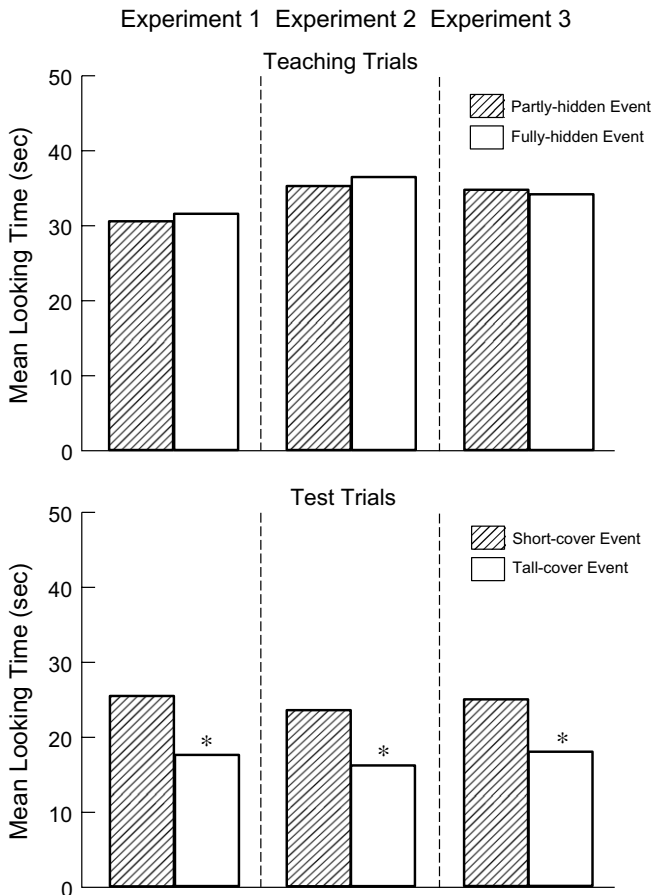 Experiment 1 Experiment 2 Experiment 3
Teaching Trials
50
40
30
20
10
0
Mean Looking Time (sec)
Partly-hidden Event
Fully-hidden Event
Test Trials
50
40
30
20
10
0
Mean Looking Time (sec)
Short-cover Event
Tall-cover Event
* * *